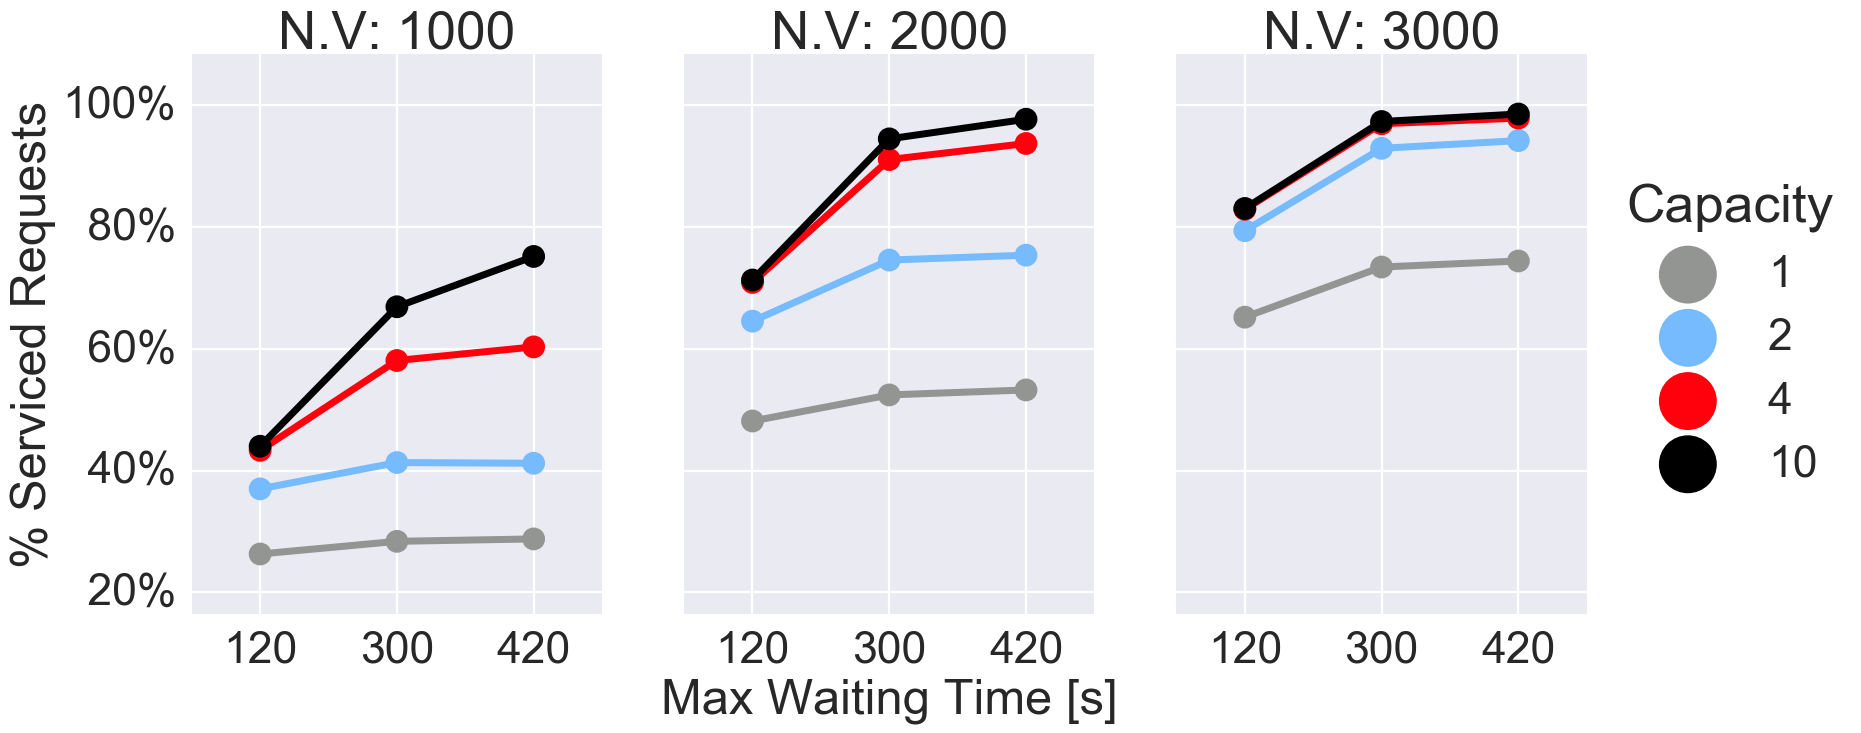 N.V: 1000 N.V: 2000 N.V: 3000
% Serviced Requests
100%
80%
60%
40%
20%
120 300 420 120 300 420 120 300 420
Max Waiting Time [s]
Capacity
1
2
4
10